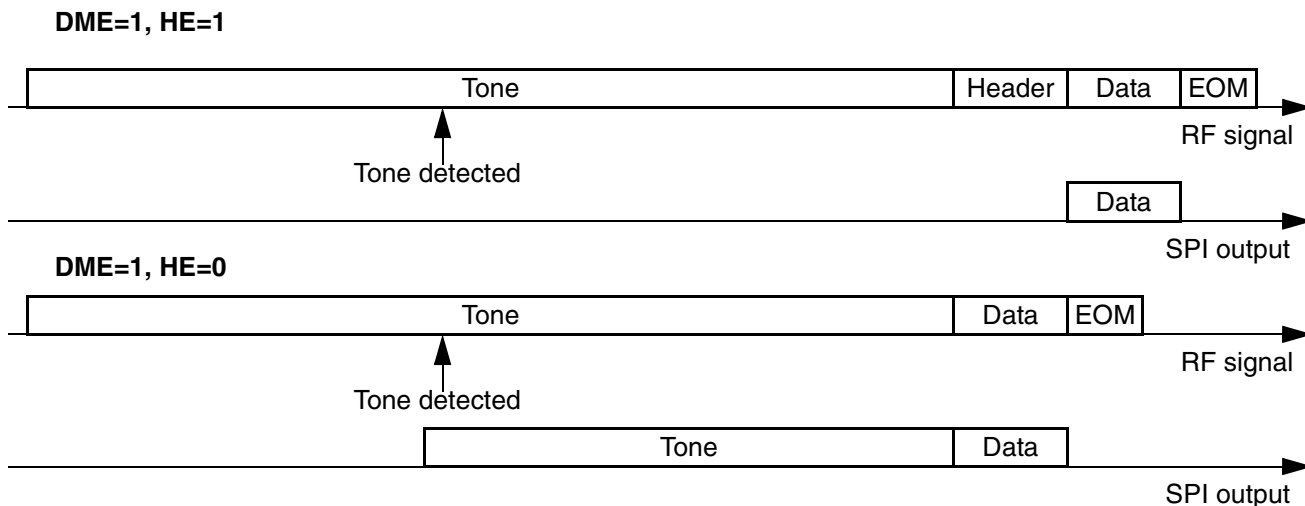 DME=1, HE=1
Tone Header Data EOM
RF signal
Tone detected
Data
SPI output
DME=1, HE=0
Tone Data EOM
RF signal
Tone detected
Tone Data
SPI output